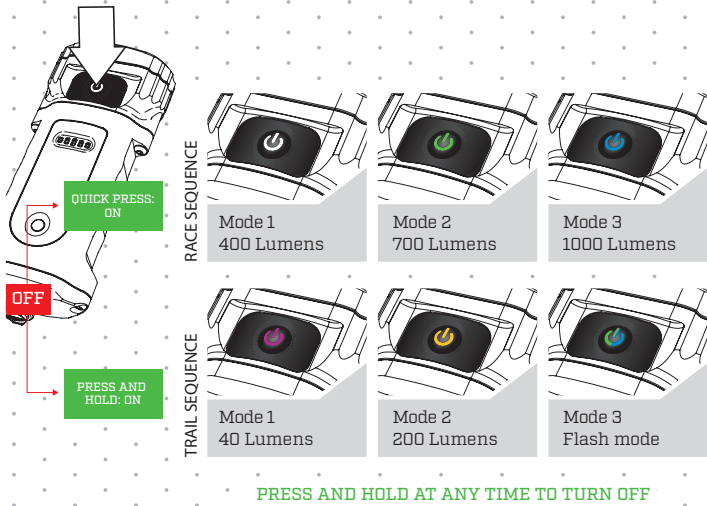 QUICK PRESS:
ON
OFF
PRESS AND
HOLD: ON
RACE SEQUENCE
Mode 1
400 Lumens
Mode 2
700 Lumens
Mode 3
1000 Lumens
TRAIL SEQUENCE
Mode 1
40 Lumens
Mode 2
200 Lumens
Mode 3
Flash mode
PRESS AND HOLD AT ANY TIME TO TURN OFF